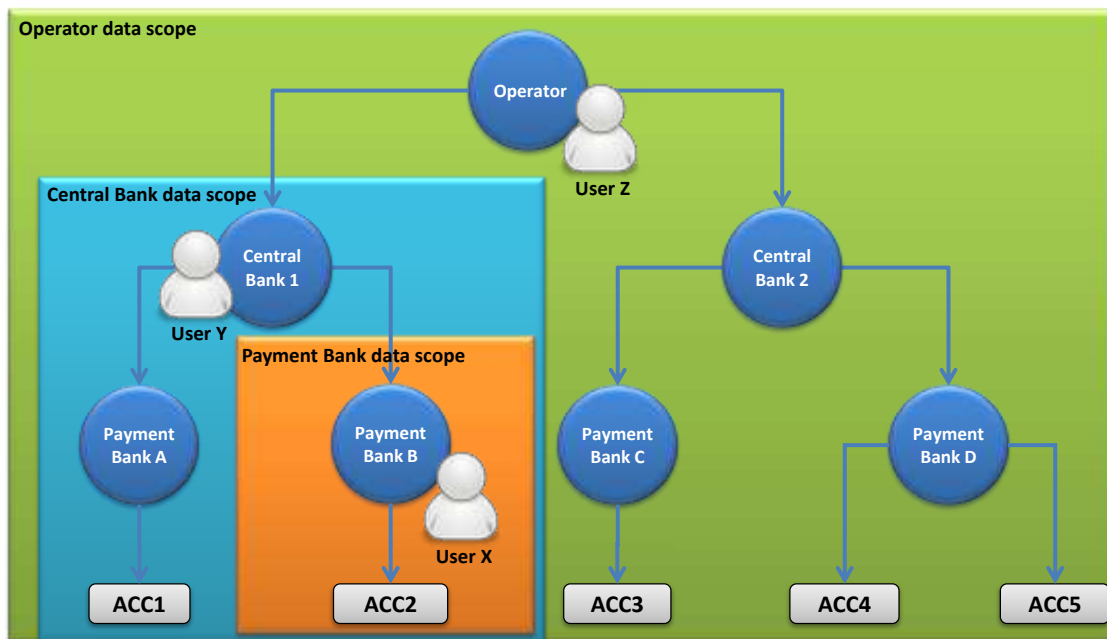 Operator data scope
Operator
User Z
Central Bank data scope
Central
Bank 1
Central
Bank 2
User Y
Payment Bank data scope
Payment
Bank A
Payment
Bank B
Payment
Bank C
Payment
Bank D
User X
ACC1
ACC2
ACC3
ACC4
ACC5